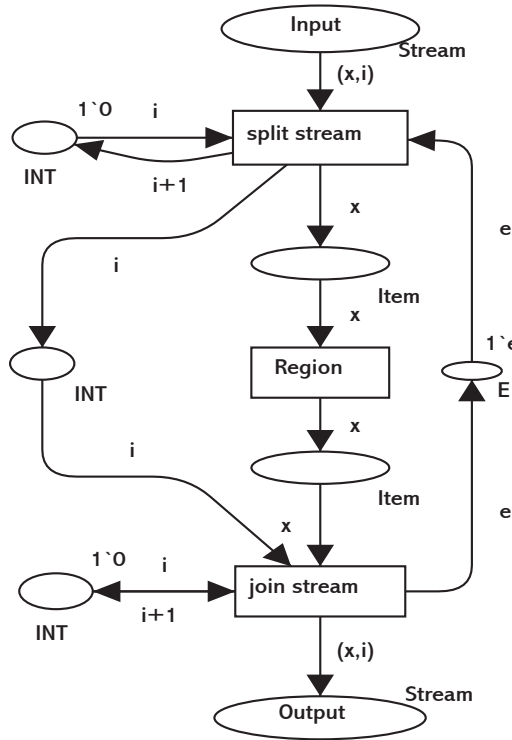 Input
Stream
(x,i)
1`0
i
split stream
INT
i+1
x
e
i
Item
x
Region
1`e
INT
E
x
i
Item
e
x
1`0
i
join stream
i+1
INT
(x,i)
Stream
Output